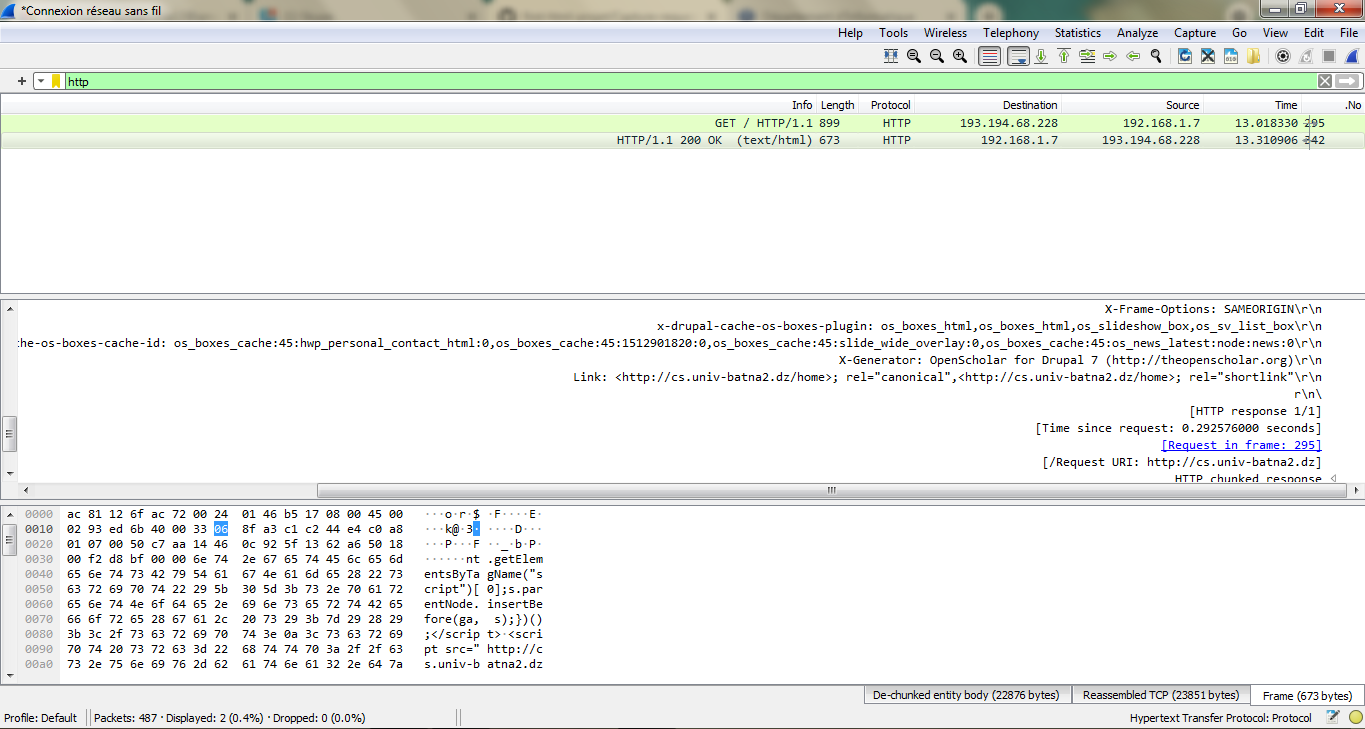 *Connexion réseau sans fil
Help Tools Wireless Telephony Statistics Analyze Capture Go View Edit File
+ http
Info Length Protocol Destination Source Time .No
GET / HTTP/1.1 899 HTTP 193.194.68.228 192.168.1.7 13.018330 295
HTTP/1.1 200 OK (text/html) 673 HTTP 192.168.1.7 193.194.68.228 13.310906 342
X-Frame-Options: SAMEORIGIN\r\n
x-drupal-cache-os-boxes-plugin: os_boxes_html,os_boxes_html,os_slideshow_box,os_sv_list_box\r\n
che-os-boxes-cache-id: os_boxes_cache:45:hwp_personal_contact_html:0,os_boxes_cache:45:1512901820:0,os_boxes_cache:45:slide_wide_overlay:0,os_boxes_cache:45:os_news_latest:node:news:0\r\n
X-Generator: OpenScholar for Drupal 7 (http://theopenscholar.org)\r\n
Link: <http://cs.univ-batna2.dz/home>; rel="canonical",<http://cs.univ-batna2.dz/home>; rel="shortlink"\r\n
r\n\
[HTTP response 1/1]
[Time since request: 0.292576000 seconds]
[Request in frame: 295]
[/Request URI: http://cs.univ-batna2.dz]
HTTP chunked response
0000 ac 81 12 6f ac 72 00 24 01 46 b5 17 08 00 45 00 ···o·r·$ ·F····E·
0010 02 93 ed 6b 40 00 33 06 8f a3 c1 c2 44 e4 c0 a8 ···k@·3· ····D···
0020 01 07 00 50 c7 aa 14 46 0c 92 5f 13 62 a6 50 18 ···P···F ··_·b·P·
0030 00 f2 d8 bf 00 00 6e 74 2e 67 65 74 45 6c 65 6d ······nt .getElem
0040 65 6e 74 73 42 79 54 61 67 4e 61 6d 65 28 22 73 entsByTa gName("s
0050 63 72 69 70 74 22 29 5b 30 5d 3b 73 2e 70 61 72 cript")[ 0];s.par
0060 65 6e 74 4e 6f 64 65 2e 69 6e 73 65 72 74 42 65 entNode. insertBe
0070 66 6f 72 65 28 67 61 2c 20 73 29 3b 7d 29 28 29 fore(ga, s);})()
0080 3b 3c 2f 73 63 72 69 70 74 3e 0a 3c 73 63 72 69 ;</scrip t>·<scri
0090 70 74 20 73 72 63 3d 22 68 74 74 70 3a 2f 2f 63 pt src=" http://c
00a0 73 2e 75 6e 69 76 2d 62 61 74 6e 61 32 2e 64 7a s.univ-b atna2.dz
De-chunked entity body (22876 bytes) Reassembled TCP (23851 bytes) Frame (673 bytes)
Profile: Default Packets: 487 · Displayed: 2 (0.4%) · Dropped: 0 (0.0%) Hypertext Transfer Protocol: Protocol